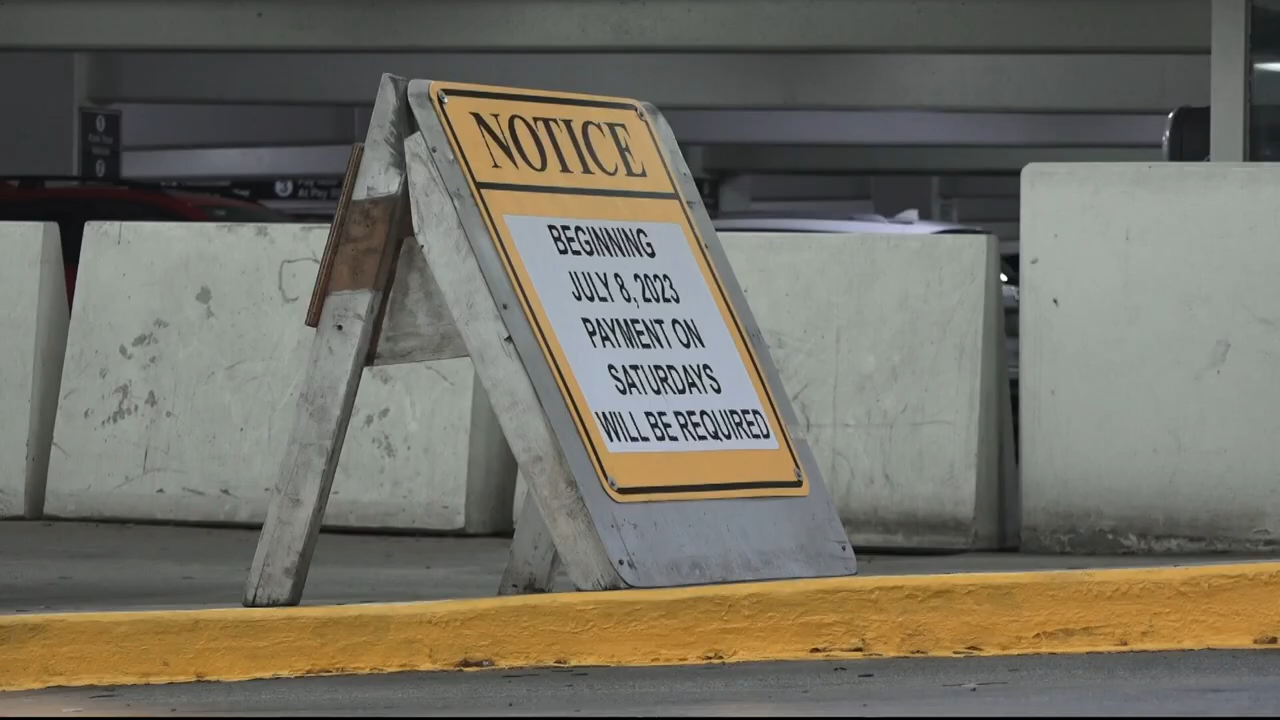 NOTICE
BEGINNING
JULY 8, 2023
PAYMENT ON
SATURDAYS
WILL BE REQUIRED